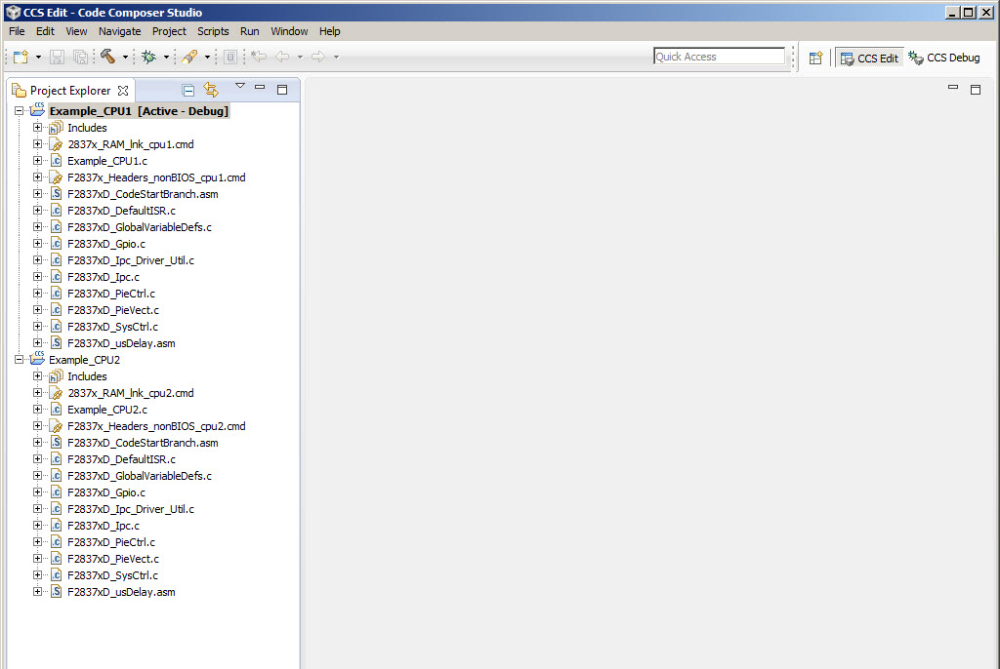 CCS Edit - Code Composer Studio
File Edit View Navigate Project Scripts Run Window Help
Quick Access
CCS Edit
CCS Debug
Project Explorer
Example_CPU1 [Active - Debug]
Includes
2837x_RAM_lnk_cpu1.cmd
Example_CPU1.c
F2837x_Headers_nonBIOS_cpu1.cmd
F2837xD_CodeStartBranch.asm
F2837xD_DefaultISR.c
F2837xD_GlobalVariableDefs.c
F2837xD_Gpio.c
F2837xD_Ipc_Driver_Util.c
F2837xD_Ipc.c
F2837xD_PieCtrl.c
F2837xD_PieVect.c
F2837xD_SysCtrl.c
F2837xD_usDelay.asm
Example_CPU2
Includes
2837x_RAM_lnk_cpu2.cmd
Example_CPU2.c
F2837x_Headers_nonBIOS_cpu2.cmd
F2837xD_CodeStartBranch.asm
F2837xD_DefaultISR.c
F2837xD_GlobalVariableDefs.c
F2837xD_Gpio.c
F2837xD_Ipc_Driver_Util.c
F2837xD_Ipc.c
F2837xD_PieCtrl.c
F2837xD_PieVect.c
F2837xD_SysCtrl.c
F2837xD_usDelay.asm